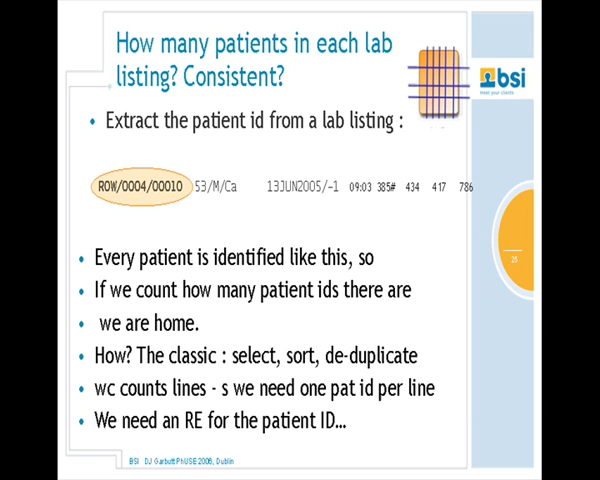 How many patients in each lab
listing? Consistent?
bsi
meet your clients
• Extract the patient id from a lab listing :
ROW/0004/00010 53/M/Ca 13JUN2005/-1 09:03 385# 434 417 786
• Every patient is identified like this, so
• If we count how many patient ids there are
• we are home.
• How? The classic : select, sort, de-duplicate
• wc counts lines - s we need one pat id per line
• We need an RE for the patient ID...
25
BSI DJ Garbutt PhUSE 2006, Dublin